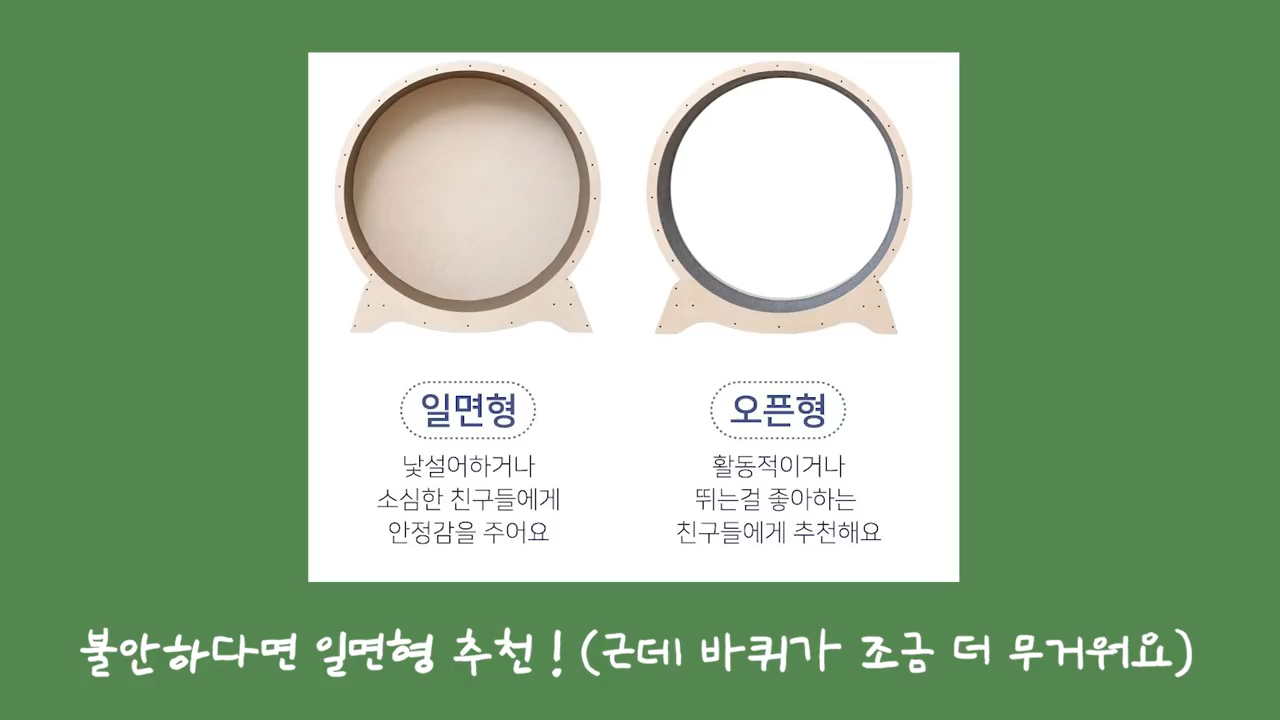 일면형
낯설어하거나
소심한 친구들에게
안정감을 주어요
오픈형
활동적이거나
뛰는걸 좋아하는
친구들에게 추천해요
불안하다면 일면형 추천! (근데 바퀴가 조금 더 무거워요)